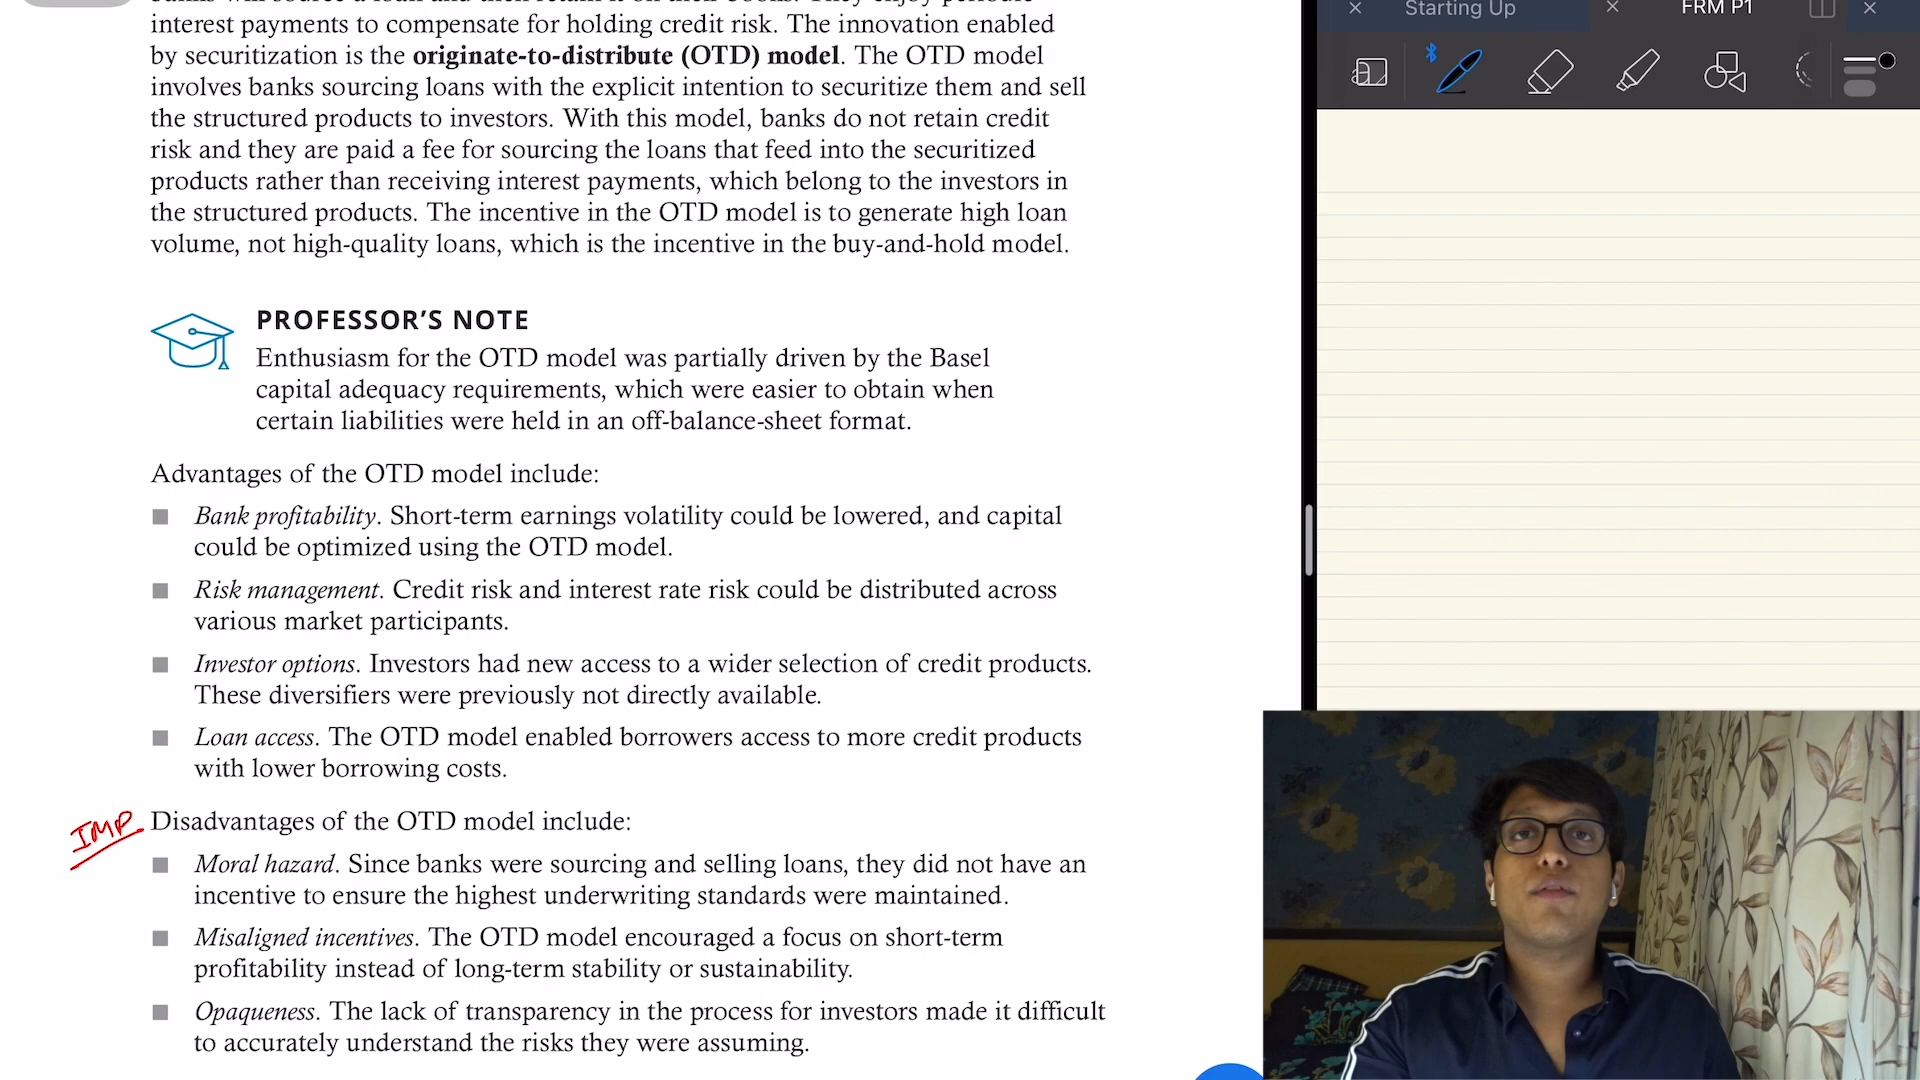 interest payments to compensate for holding credit risk. The innovation enabled
by securitization is the originate-to-distribute (OTD) model. The OTD model
involves banks sourcing loans with the explicit intention to securitize them and sell
the structured products to investors. With this model, banks do not retain credit
risk and they are paid a fee for sourcing the loans that feed into the securitized
products rather than receiving interest payments, which belong to the investors in
the structured products. The incentive in the OTD model is to generate high loan
volume, not high-quality loans, which is the incentive in the buy-and-hold model.
PROFESSOR'S NOTE
Enthusiasm for the OTD model was partially driven by the Basel
capital adequacy requirements, which were easier to obtain when
certain liabilities were held in an off-balance-sheet format.
Advantages of the OTD model include:
Bank profitability. Short-term earnings volatility could be lowered, and capital
could be optimized using the OTD model.
Risk management. Credit risk and interest rate risk could be distributed across
various market participants.
Investor options. Investors had new access to a wider selection of credit products.
These diversifiers were previously not directly available.
Loan access. The OTD model enabled borrowers access to more credit products
with lower borrowing costs.
IMP Disadvantages of the OTD model include:
Moral hazard. Since banks were sourcing and selling loans, they did not have an
incentive to ensure the highest underwriting standards were maintained.
Misaligned incentives. The OTD model encouraged a focus on short-term
profitability instead of long-term stability or sustainability.
Opaqueness. The lack of transparency in the process for investors made it difficult
to accurately understand the risks they were assuming.
Starting Up
FRM P1